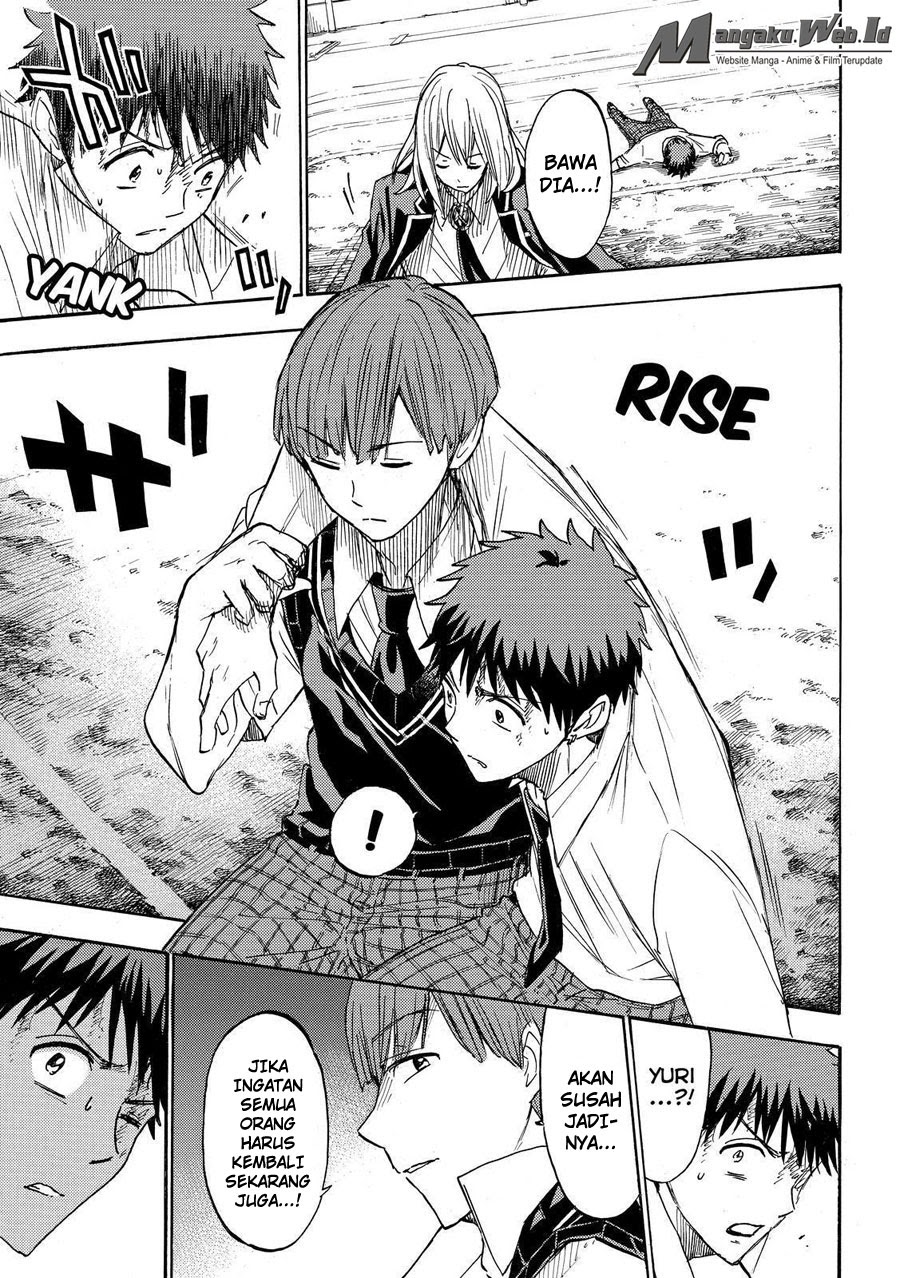 Mangaku.Web.Id
Website Manga - Anime & Film Terupdate
BAWA
DIA...!
YANK
RISE
!
YURI
...?!
AKAN
SUSAH
JADI-
NYA...
JIKA
INGATAN
SEMUA
ORANG
HARUS
KEMBALI
SEKARANG
JUGA...!